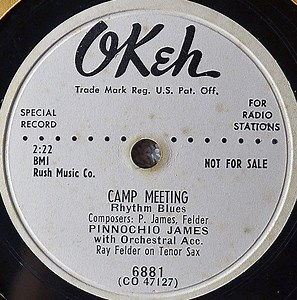 OKeh
Trade Mark Reg. U.S. Pat. Off.
SPECIAL RECORD
FOR RADIO STATIONS
2:22
BMI
Rush Music Co.
NOT FOR SALE
CAMP MEETING
Rhythm Blues
Composers: P. James, Felder
PINNOCHIO JAMES
with Orchestral Acc.
Ray Felder on Tenor Sax
6881
(CO 47127)